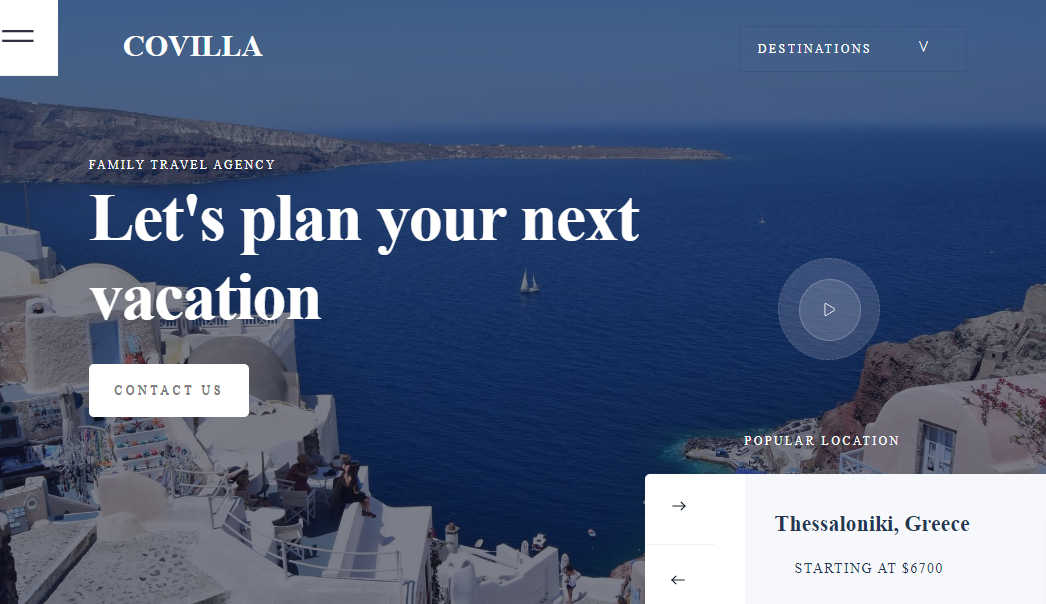 COVILLA
DESTINATIONS V
FAMILY TRAVEL AGENCY
Let's plan your next
vacation
CONTACT US
POPULAR LOCATION
Thessaloniki, Greece
STARTING AT $6700